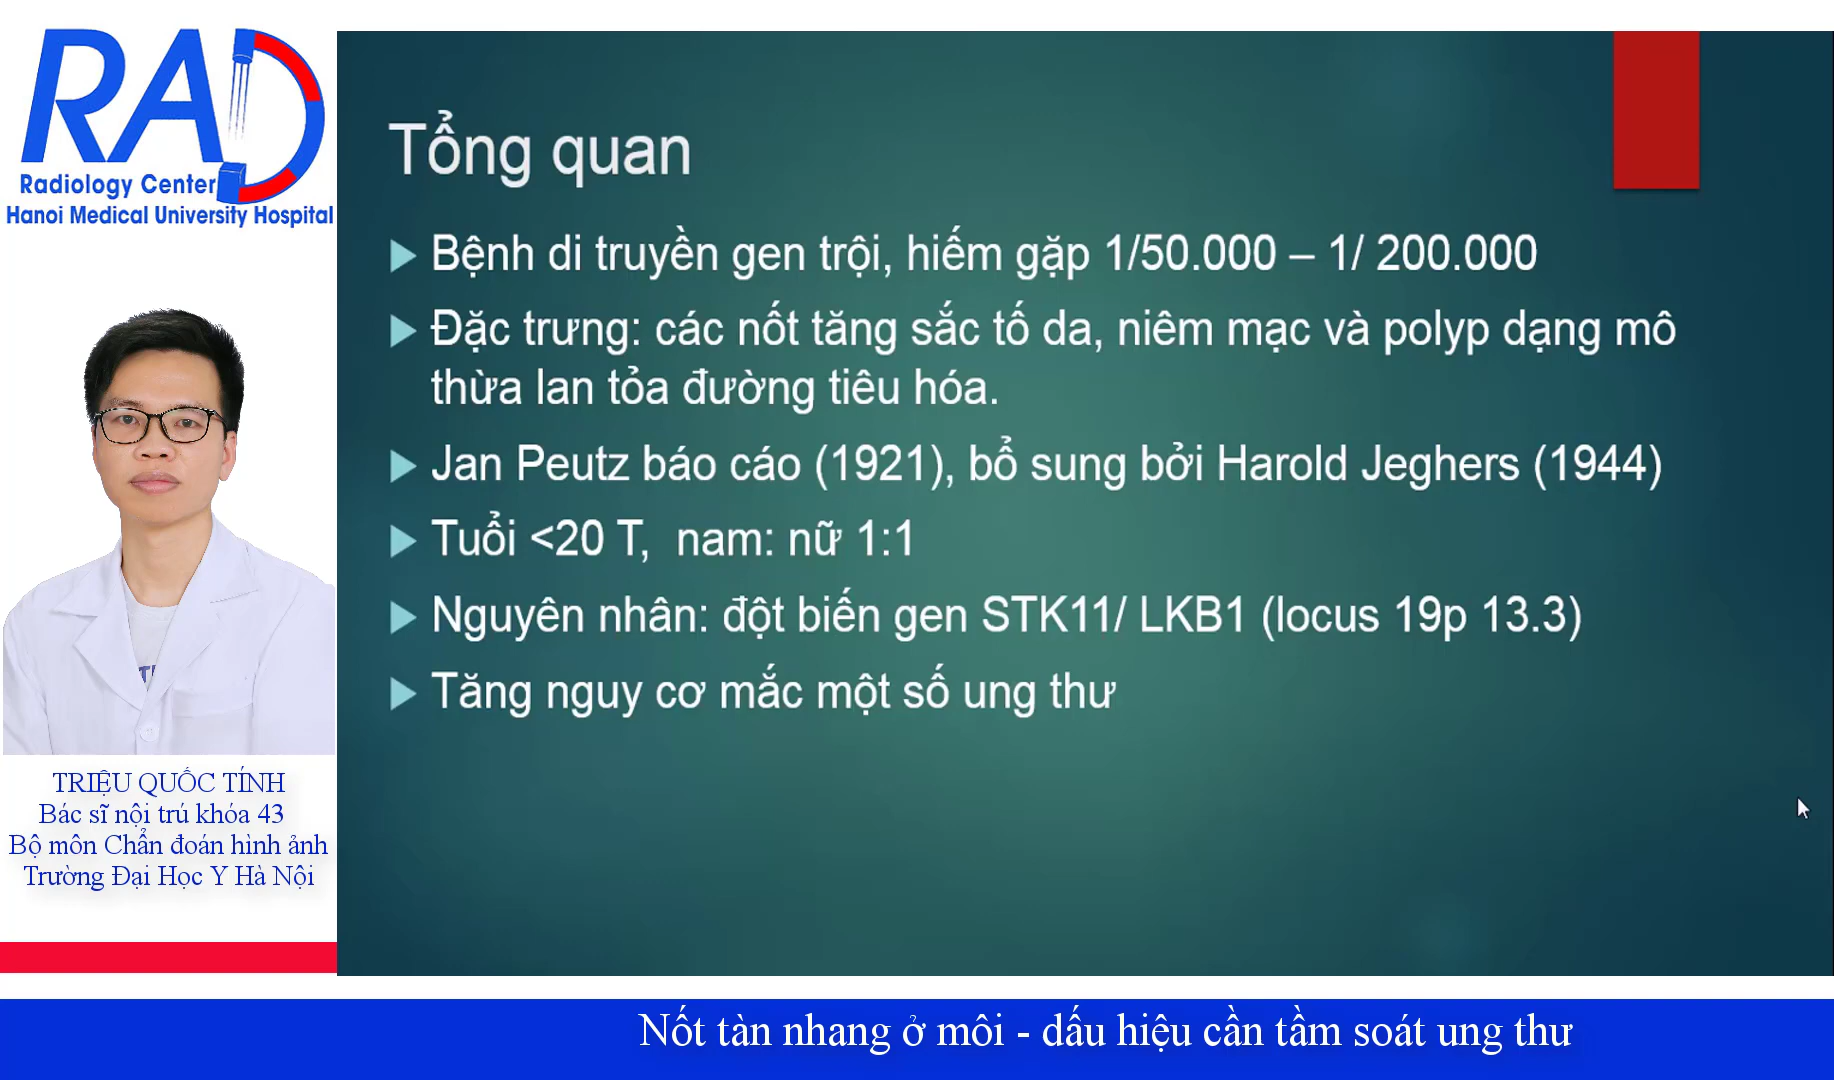 RAD
Radiology Center
Hanoi Medical University Hospital
TRIỆU QUỐC TÍNH
Bác sĩ nội trú khóa 43
Bộ môn Chẩn đoán hình ảnh
Trường Đại Học Y Hà Nội
Tổng quan
Bệnh di truyền gen trội, hiếm gặp 1/50.000 – 1/ 200.000
Đặc trưng: các nốt tăng sắc tố da, niêm mạc và polyp dạng mô
thừa lan tỏa đường tiêu hóa.
Jan Peutz báo cáo (1921), bổ sung bởi Harold Jeghers (1944)
Tuổi <20 T, nam: nữ 1:1
Nguyên nhân: đột biến gen STK11/ LKB1 (locus 19p 13.3)
Tăng nguy cơ mắc một số ung thư
Nốt tàn nhang ở môi - dấu hiệu cần tầm soát ung thư